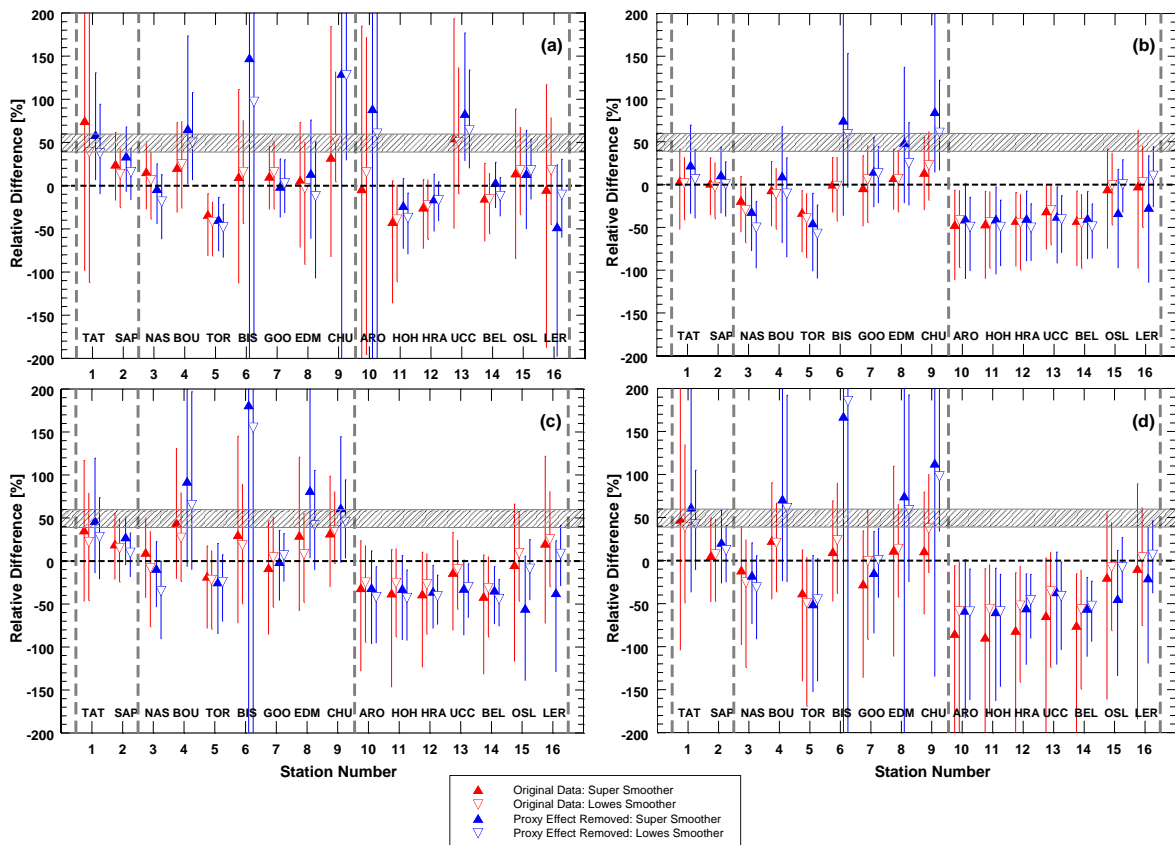 200
150
100
50
0
-50
-100
-150
-200
Relative Difference [%]
(a)
TAT SAP NAS BOU TOR BIS GOO EDM CHU ARO HOH HRA UCC BEL OSL LER
1 2 3 4 5 6 7 8 9 10 11 12 13 14 15 16
200
150
100
50
0
-50
-100
-150
-200
Relative Difference [%]
(b)
TAT SAP NAS BOU TOR BIS GOO EDM CHU ARO HOH HRA UCC BEL OSL LER
1 2 3 4 5 6 7 8 9 10 11 12 13 14 15 16
200
150
100
50
0
-50
-100
-150
-200
Relative Difference [%]
(c)
TAT SAP NAS BOU TOR BIS GOO EDM CHU ARO HOH HRA UCC BEL OSL LER
1 2 3 4 5 6 7 8 9 10 11 12 13 14 15 16
Station Number
200
150
100
50
0
-50
-100
-150
-200
Relative Difference [%]
(d)
TAT SAP NAS BOU TOR BIS GOO EDM CHU ARO HOH HRA UCC BEL OSL LER
1 2 3 4 5 6 7 8 9 10 11 12 13 14 15 16
Station Number
Original Data: Super Smoother
Original Data: Lowes Smoother
Proxy Effect Removed: Super Smoother
Proxy Effect Removed: Lowes Smoother